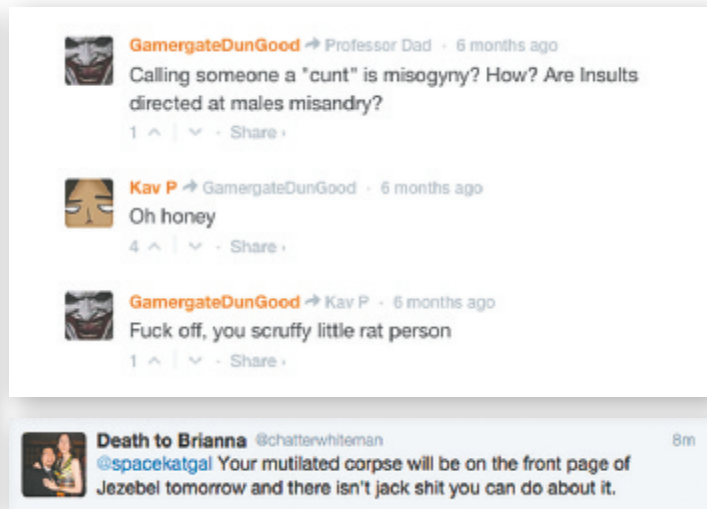 GamergateDunGood → Professor Dad · 6 months ago
Calling someone a "cunt" is misogyny? How? Are Insults
directed at males misandry?
1 ^ | v · Share ›
Kav P → GamergateDunGood · 6 months ago
Oh honey
4 ^ | v · Share ›
GamergateDunGood → Kav P · 6 months ago
Fuck off, you scruffy little rat person
1 ^ | v · Share ›
Death to Brianna @chatterwhiteman 8m
@spacekatgal Your mutilated corpse will be on the front page of
Jezebel tomorrow and there isn't jack shit you can do about it.